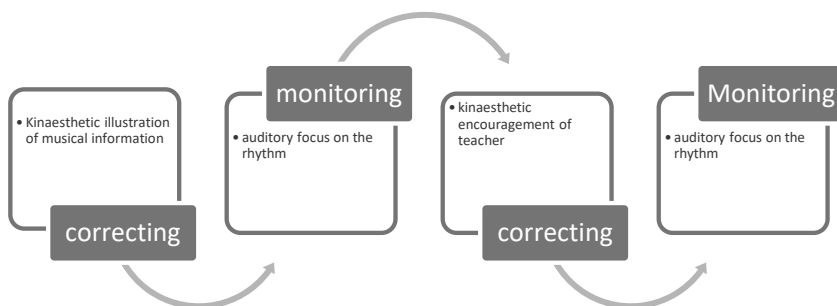 • Kinaesthetic illustration
of musical information
correcting
monitoring
• auditory focus on the
rhythm
• kinaesthetic
encouragement of
teacher
correcting
Monitoring
• auditory focus on the
rhythm